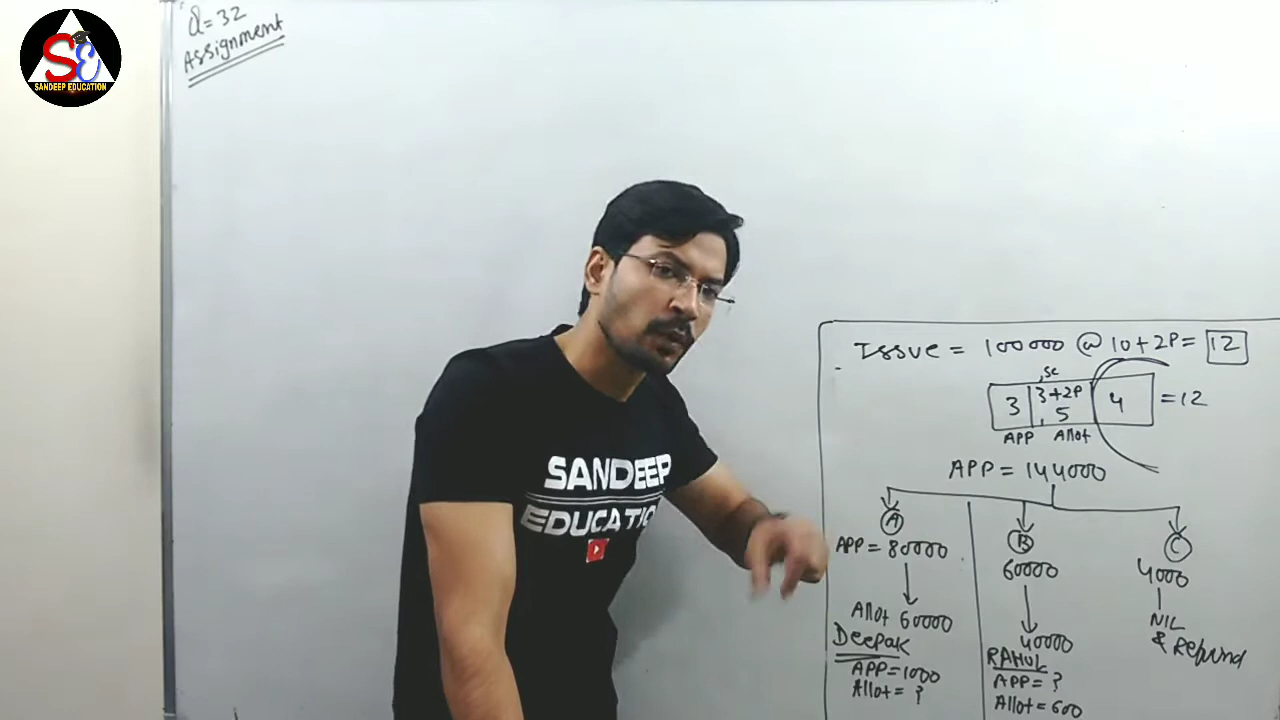 Q=32
Assignment
SE
SANDEEP EDUCATION
SANDEEP
EDUCATIO
Issue = 100000 @ 10+2P= 12
3 3+2P 5 4 =12
APP Allot
APP = 144000
A B C
APP = 80000 60000 4000
Allot 60000 40000 NIL & Refund
Deepak RAHUL
APP=1000 APP= ?
Allot= ? Allot=600